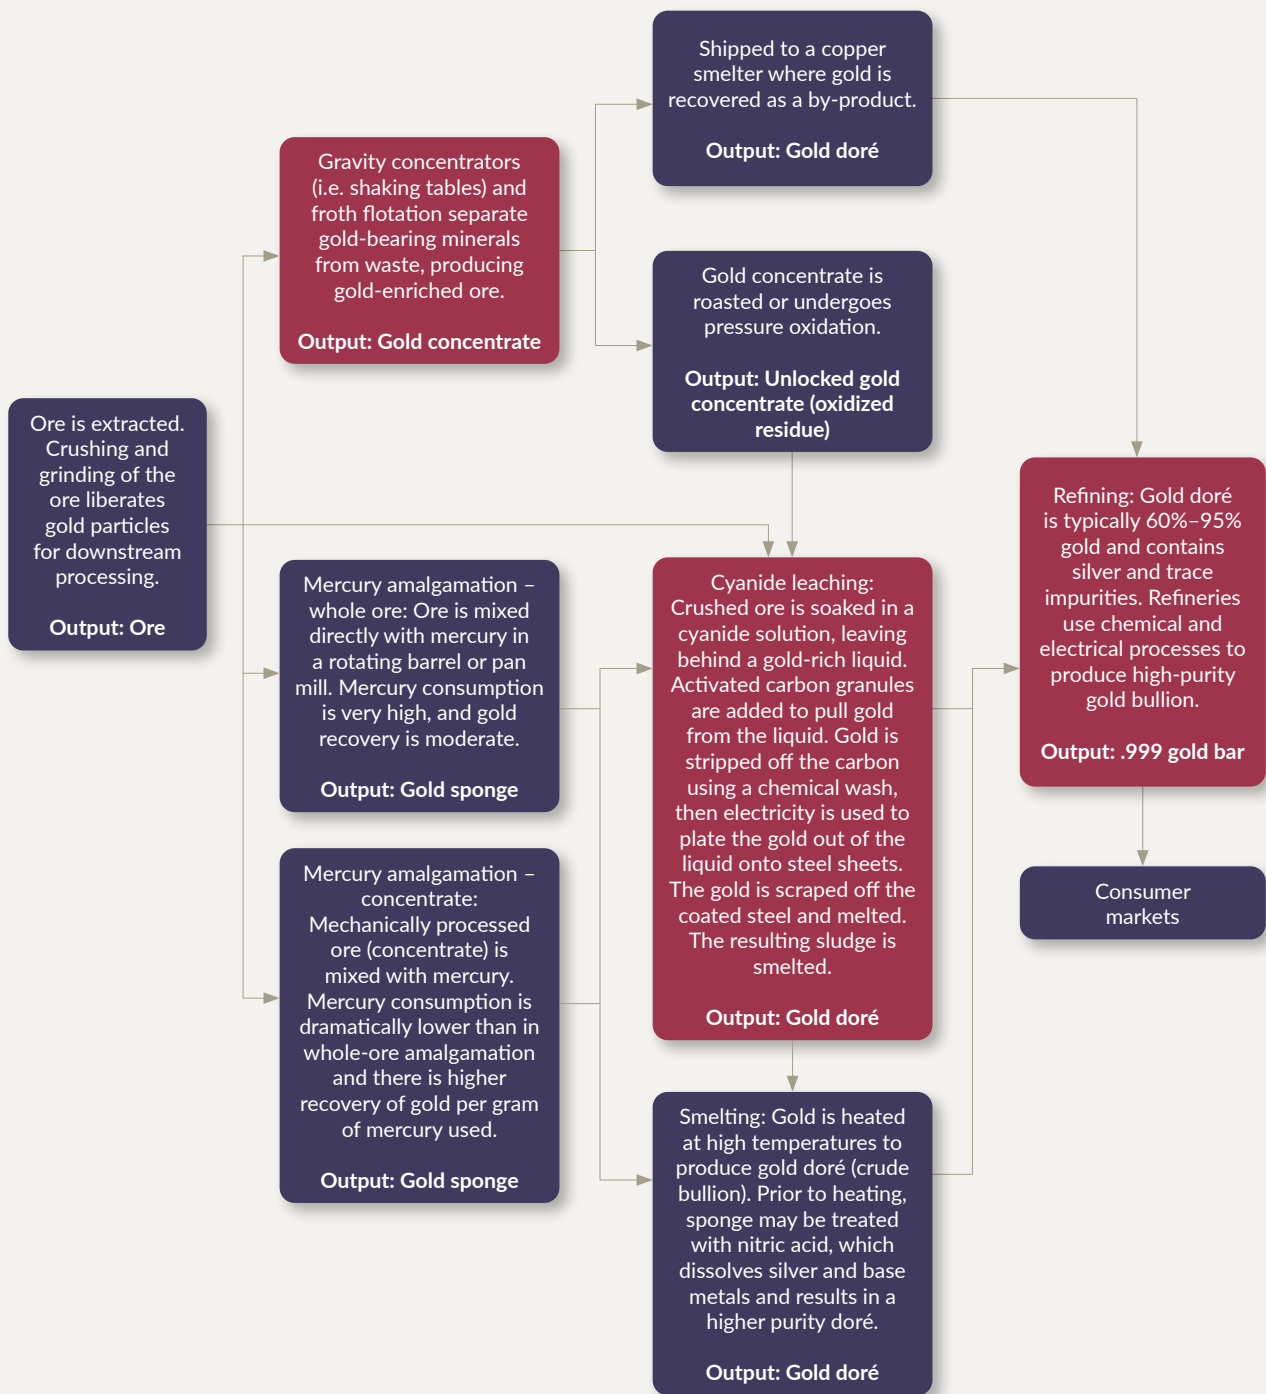 Shipped to a copper
smelter where gold is
recovered as a by-product.
Output: Gold doré
Gravity concentrators
(i.e. shaking tables) and
froth flotation separate
gold-bearing minerals
from waste, producing
gold-enriched ore.
Output: Gold concentrate
Gold concentrate is
roasted or undergoes
pressure oxidation.
Output: Unlocked gold
concentrate (oxidized
residue)
Ore is extracted.
Crushing and
grinding of the
ore liberates
gold particles
for downstream
processing.
Output: Ore
Mercury amalgamation –
whole ore: Ore is mixed
directly with mercury in
a rotating barrel or pan
mill. Mercury consumption
is very high, and gold
recovery is moderate.
Output: Gold sponge
Mercury amalgamation –
concentrate:
Mechanically processed
ore (concentrate) is
mixed with mercury.
Mercury consumption is
dramatically lower than in
whole-ore amalgamation
and there is higher
recovery of gold per gram
of mercury used.
Output: Gold sponge
Cyanide leaching:
Crushed ore is soaked in a
cyanide solution, leaving
behind a gold-rich liquid.
Activated carbon granules
are added to pull gold
from the liquid. Gold is
stripped off the carbon
using a chemical wash,
then electricity is used to
plate the gold out of the
liquid onto steel sheets.
The gold is scraped off the
coated steel and melted.
The resulting sludge is
smelted.
Output: Gold doré
Smelting: Gold is heated
at high temperatures to
produce gold doré (crude
bullion). Prior to heating,
sponge may be treated
with nitric acid, which
dissolves silver and base
metals and results in a
higher purity doré.
Output: Gold doré
Refining: Gold doré
is typically 60%–95%
gold and contains
silver and trace
impurities. Refineries
use chemical and
electrical processes to
produce high-purity
gold bullion.
Output: .999 gold bar
Consumer
markets